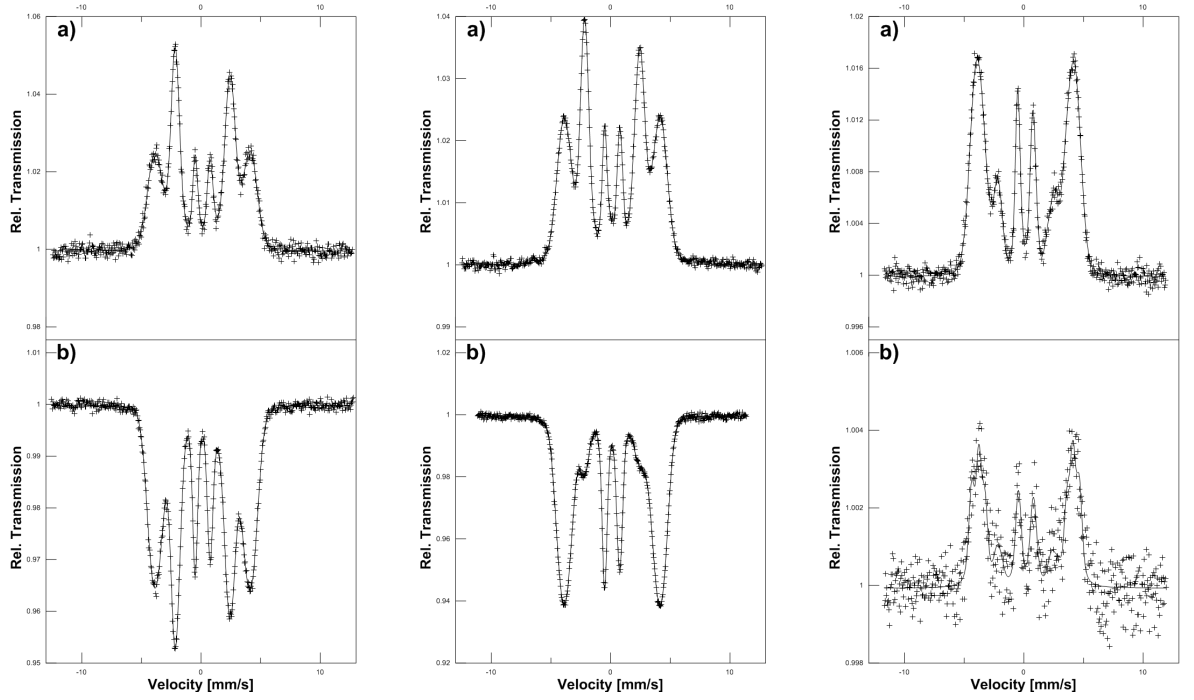 -10 0 10
a)
1.06
1.04
1.02
1
0.98
Rel. Transmission
b)
1.01
1
0.99
0.98
0.97
0.96
0.95
Rel. Transmission
-10 0 10
Velocity [mm/s]
-10 0 10
a)
1.04
1.03
1.02
1.01
1
0.99
Rel. Transmission
b)
1.02
1
0.98
0.96
0.94
0.92
Rel. Transmission
-10 0 10
Velocity [mm/s]
-10 0 10
a)
1.02
1.016
1.012
1.008
1.004
1
0.996
Rel. Transmission
b)
1.006
1.004
1.002
1
0.998
Rel. Transmission
-10 0 10
Velocity [mm/s]